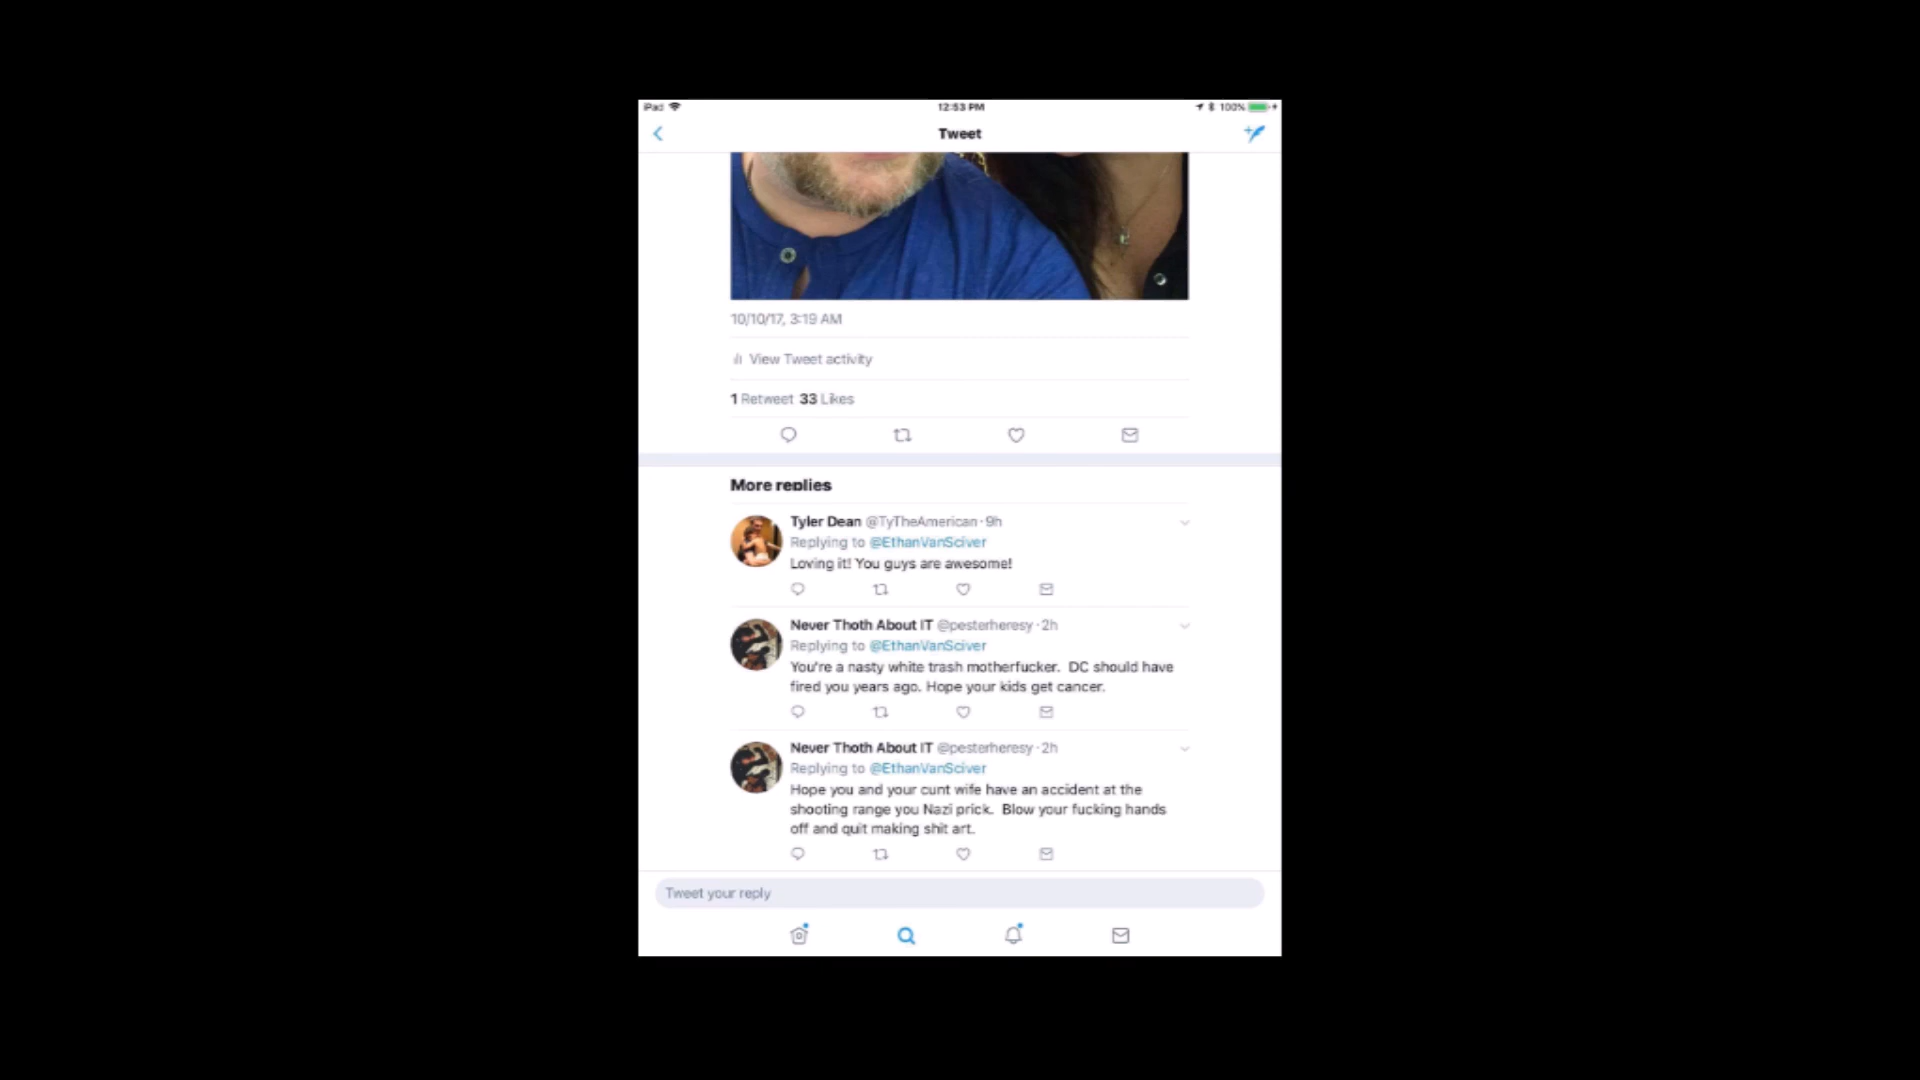 iPad 12:53 PM 100%
Tweet
10/10/17, 3:19 AM
View Tweet activity
1 Retweet 33 Likes
More replies
Tyler Dean @TyTheAmerican · 9h
Replying to @EthanVanSciver
Loving it! You guys are awesome!
Never Thoth About IT @pesterheresy · 2h
Replying to @EthanVanSciver
You're a nasty white trash motherfucker. DC should have
fired you years ago. Hope your kids get cancer.
Never Thoth About IT @pesterheresy · 2h
Replying to @EthanVanSciver
Hope you and your cunt wife have an accident at the
shooting range you Nazi prick. Blow your fucking hands
off and quit making shit art.
Tweet your reply